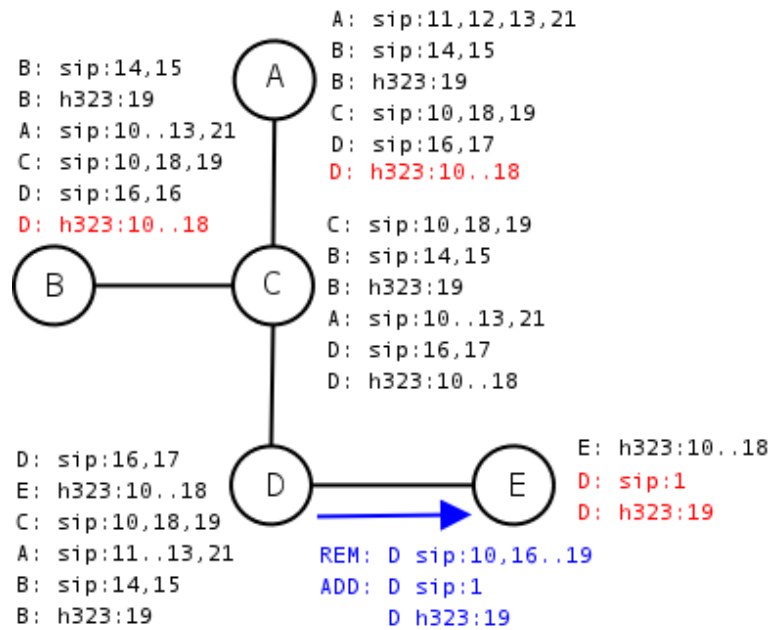 A: sip:11,12,13,21
B: sip:14,15
B: h323:19
C: sip:10,18,19
D: sip:16,17
D: h323:10..18
A
B: sip:14,15
B: h323:19
A: sip:10..13,21
C: sip:10,18,19
D: sip:16,16
D: h323:10..18
B
C
C: sip:10,18,19
B: sip:14,15
B: h323:19
A: sip:10..13,21
D: sip:16,17
D: h323:10..18
D: sip:16,17
E: h323:10..18
C: sip:10,18,19
A: sip:11..13,21
B: sip:14,15
B: h323:19
D
E
E: h323:10..18
D: sip:1
D: h323:19
REM: D sip:10,16..19
ADD: D sip:1
D h323:19